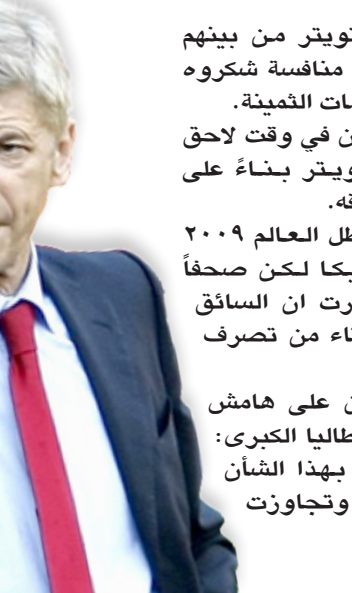 تويتر من بينهم
منافسة شكروه
ات الثمينة.
ن في وقت لاحق
ويتر بناءً على
قه.
طل العالم ٢٠٠٩
يكا لكن صحفاً
رت ان السائق
اء من تصرف
ن على هامش
طاليا الكبرى:
بهذا الشأن
وتجاوزت